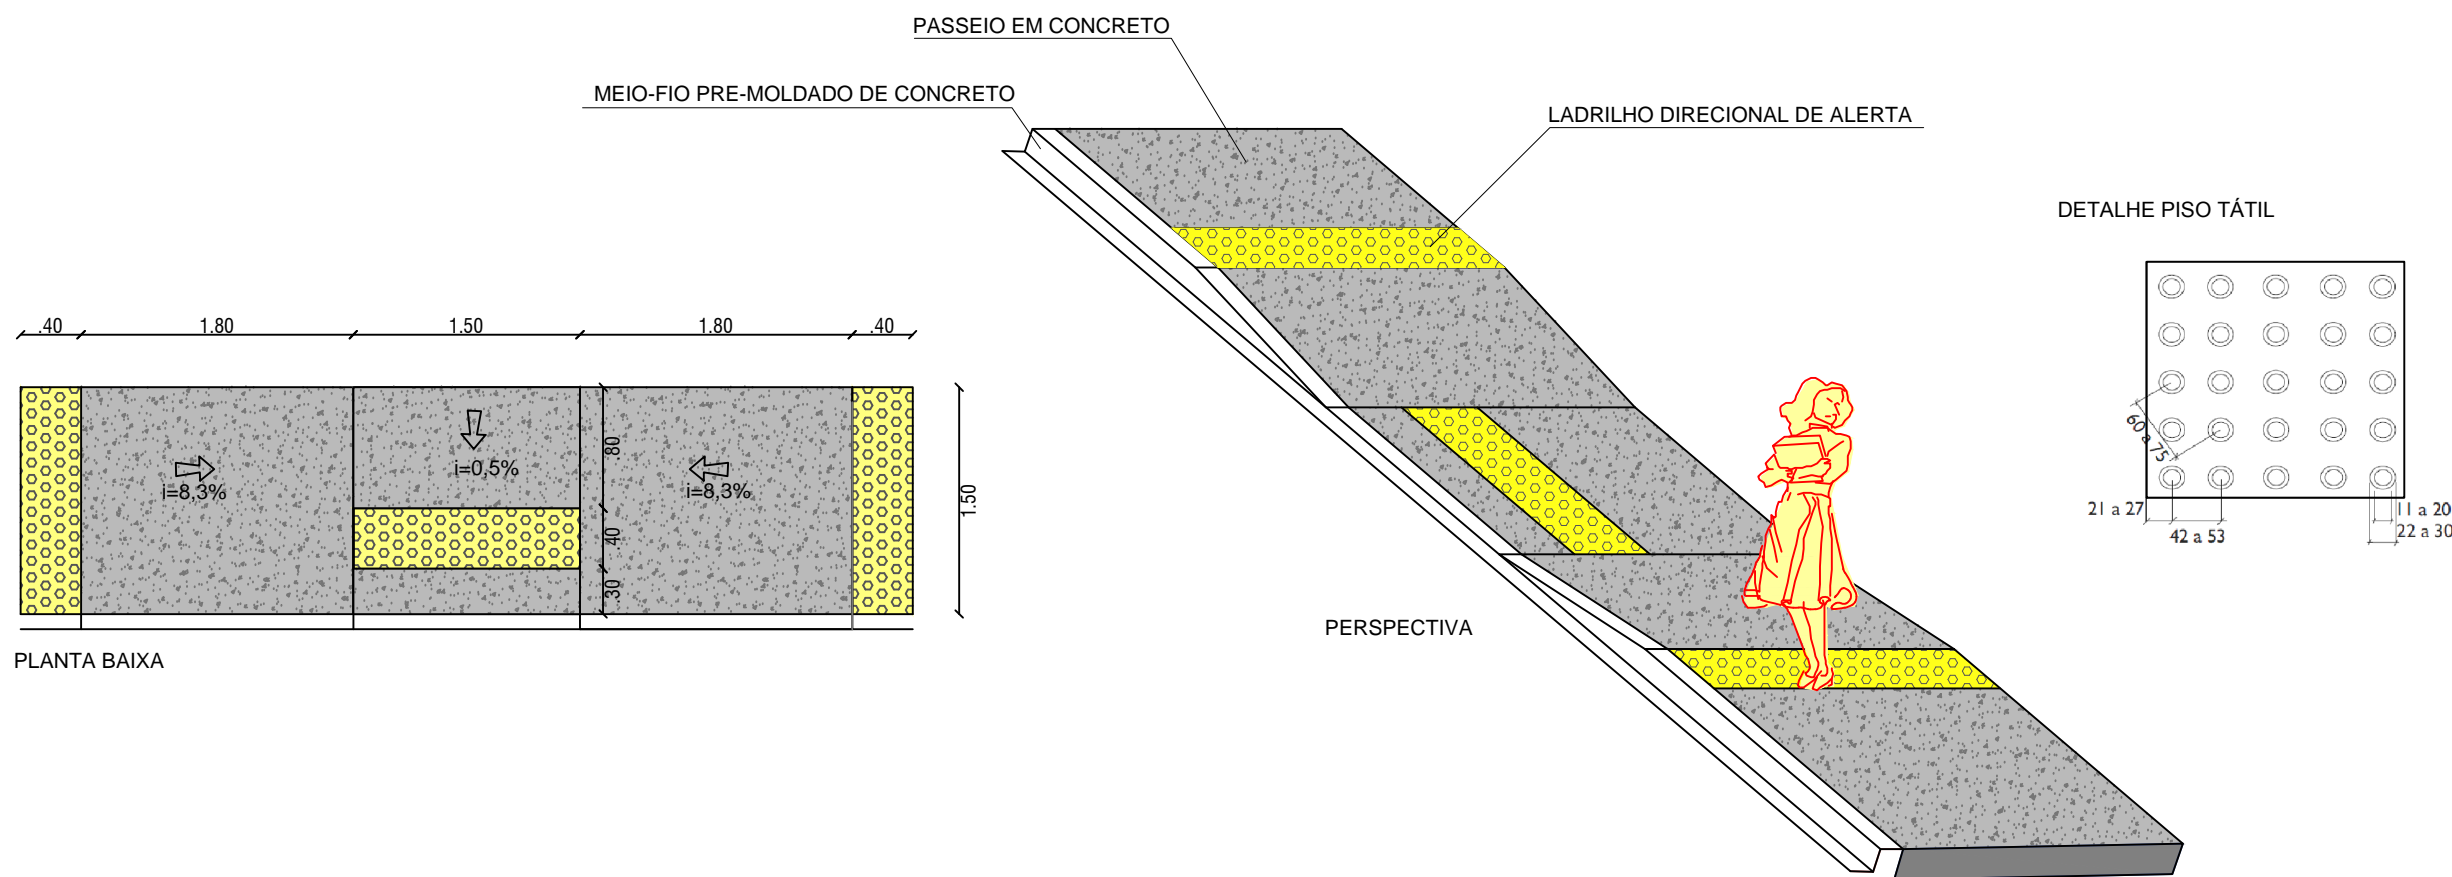 PASSEIO EM CONCRETO
MEIO-FIO PRE-MOLDADO DE CONCRETO
LADRILHO DIRECIONAL DE ALERTA
DETALHE PISO TÁTIL
.40
1.80
1.50
1.80
.40
i=8,3%
i=0,5%
i=8,3%
.80
.40
.30
1.50
60 a 75
21 a 27
42 a 53
11 a 20
22 a 30
PERSPECTIVA
PLANTA BAIXA